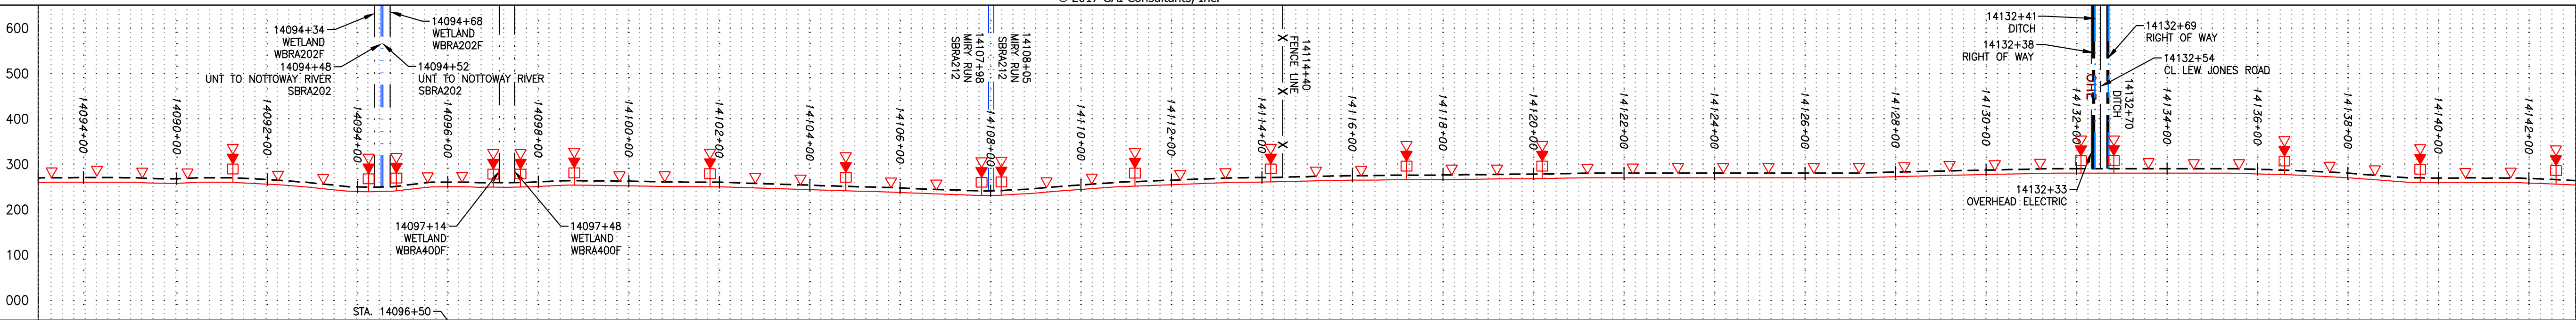 © 2017 GAI Consultants, Inc.
600
500
400
300
200
100
000
14094+34
WETLAND
WBRA202F
14094+48
UNT TO NOTTOWAY RIVER
SBRA202
14094+68
WETLAND
WBRA202F
14094+52
UNT TO NOTTOWAY RIVER
SBRA202
14107+98
MIRY RUN
SBRA212
14108+05
MIRY RUN
SBRA212
14114+40
FENCE LINE
X
X
X
14132+41
DITCH
14132+38
RIGHT OF WAY
14132+69
RIGHT OF WAY
14132+54
CL LEW JONES ROAD
OHE
14132+70
DITCH
14094+00
14090+00
14092+00
14094+00
14096+00
14098+00
14100+00
14102+00
14104+00
14106+00
14108+00
14110+00
14112+00
14114+00
14116+00
14118+00
14120+00
14122+00
14124+00
14126+00
14128+00
14130+00
14132+00
14134+00
14136+00
14138+00
14140+00
14142+00
14097+14
WETLAND
WBRA400F
14097+48
WETLAND
WBRA400F
14132+33
OVERHEAD ELECTRIC
STA. 14096+50